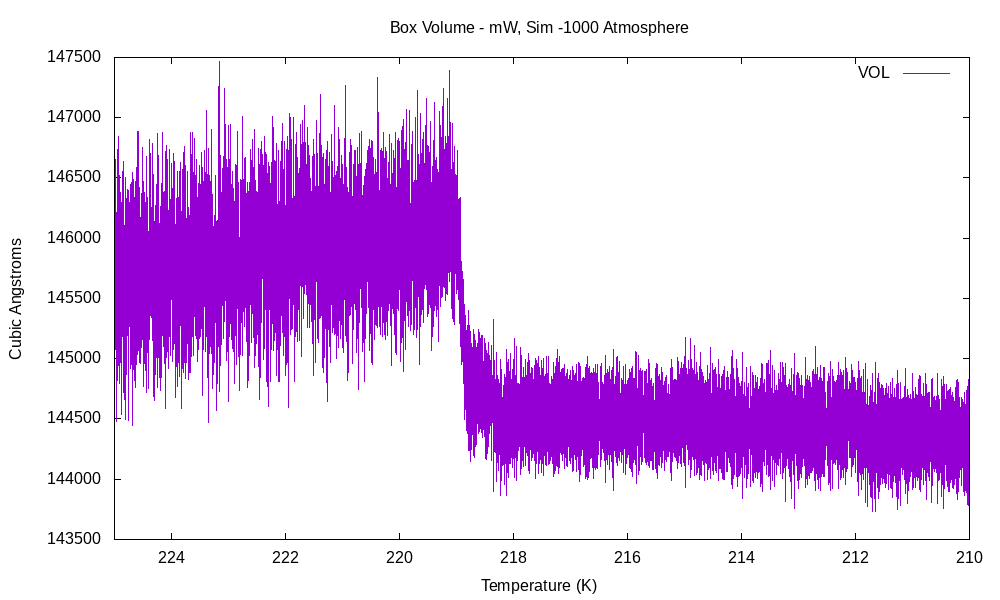 Box Volume - mW, Sim -1000 Atmosphere
VOL
147500
147000
146500
146000
145500
145000
144500
144000
143500
Cubic Angstroms
224 222 220 218 216 214 212 210
Temperature (K)